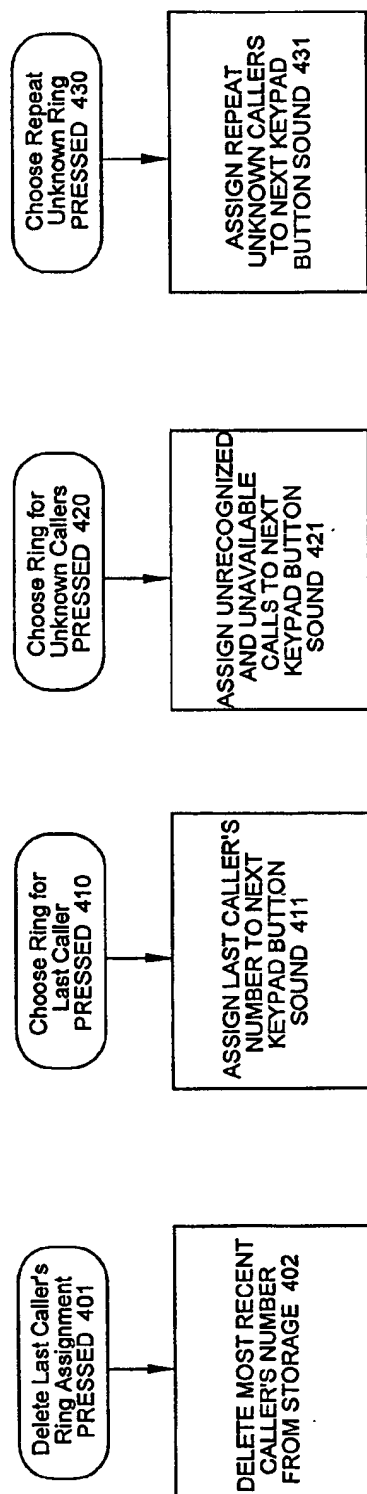 Delete Last Caller's
Ring Assignment
PRESSED 401
DELETE MOST RECENT
CALLER'S NUMBER
FROM STORAGE 402
Choose Ring for
Last Caller
PRESSED 410
ASSIGN LAST CALLER'S
NUMBER TO NEXT
KEYPAD BUTTON
SOUND 411
Choose Ring for
Unknown Callers
PRESSED 420
ASSIGN UNRECOGNIZED
AND UNAVAILABLE
CALLS TO NEXT
KEYPAD BUTTON
SOUND 421
Choose Repeat
Unknown Ring
PRESSED 430
ASSIGN REPEAT
UNKNOWN CALLERS
TO NEXT KEYPAD
BUTTON SOUND 431